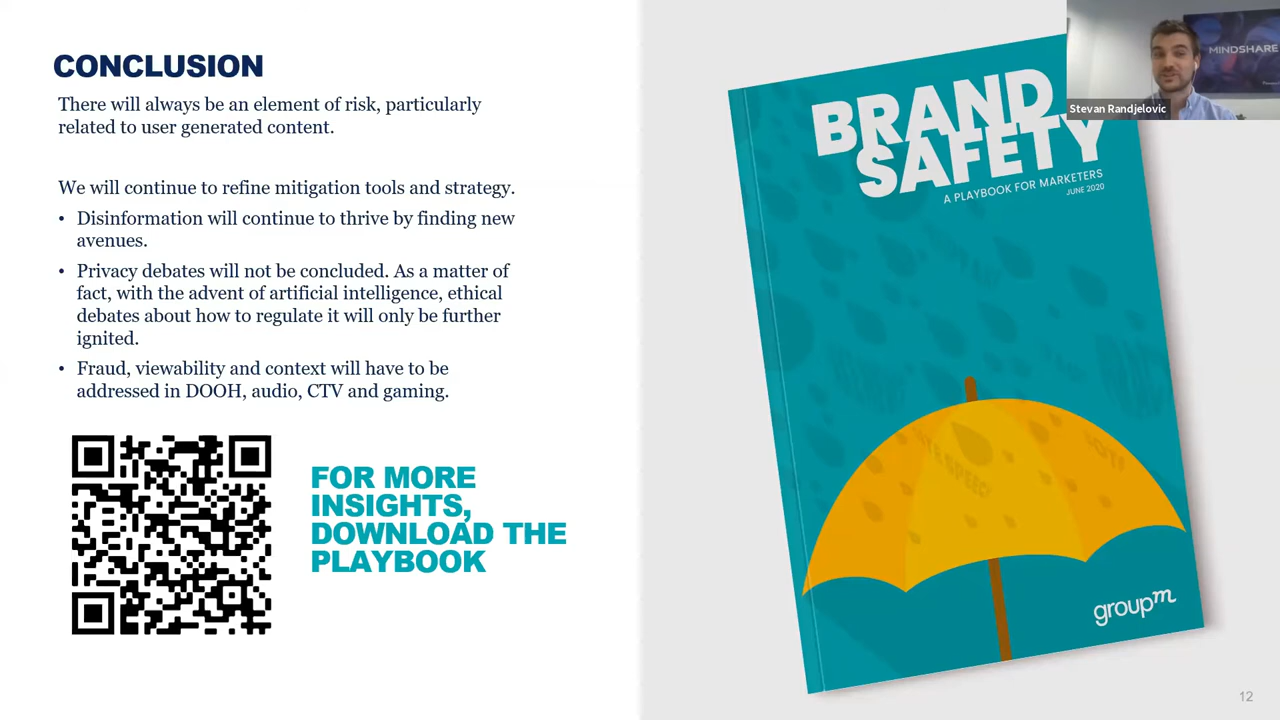 CONCLUSION
There will always be an element of risk, particularly
related to user generated content.
We will continue to refine mitigation tools and strategy.
• Disinformation will continue to thrive by finding new
avenues.
• Privacy debates will not be concluded. As a matter of
fact, with the advent of artificial intelligence, ethical
debates about how to regulate it will only be further
ignited.
• Fraud, viewability and context will have to be
addressed in DOOH, audio, CTV and gaming.
FOR MORE
INSIGHTS,
DOWNLOAD THE
PLAYBOOK
BRAND
SAFETY
A PLAYBOOK FOR MARKETERS
JUNE 2020
groupm
MINDSHARE
Stevan Randjelovic
12